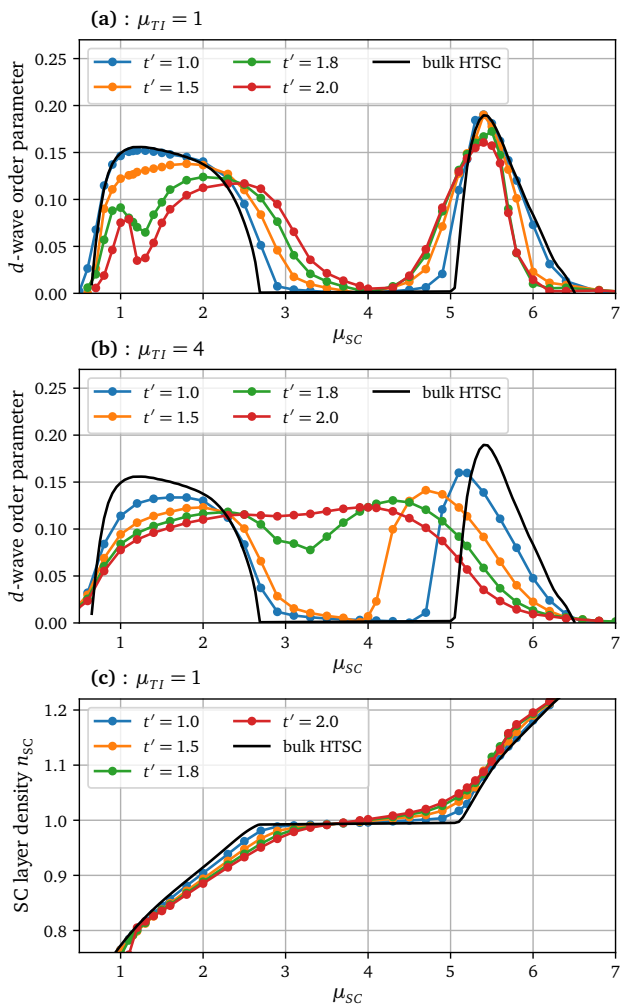 (a) : μ_TI = 1
t′ = 1.0
t′ = 1.5
t′ = 1.8
t′ = 2.0
bulk HTSC
d-wave order parameter
0.25
0.20
0.15
0.10
0.05
0.00
1 2 3 4 5 6 7
μ_SC
(b) : μ_TI = 4
t′ = 1.0
t′ = 1.5
t′ = 1.8
t′ = 2.0
bulk HTSC
d-wave order parameter
0.25
0.20
0.15
0.10
0.05
0.00
1 2 3 4 5 6 7
μ_SC
(c) : μ_TI = 1
t′ = 1.0
t′ = 1.5
t′ = 1.8
t′ = 2.0
bulk HTSC
SC layer density n_SC
1.2
1.1
1.0
0.9
0.8
1 2 3 4 5 6 7
μ_SC